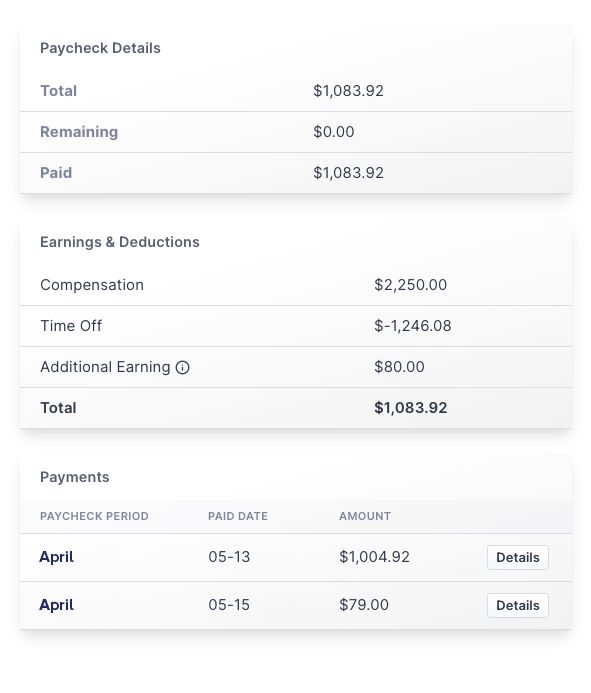 Paycheck Details
Total $1,083.92
Remaining $0.00
Paid $1,083.92
Earnings & Deductions
Compensation $2,250.00
Time Off $-1,246.08
Additional Earning $80.00
Total $1,083.92
Payments
PAYCHECK PERIOD PAID DATE AMOUNT
April 05-13 $1,004.92 Details
April 05-15 $79.00 Details